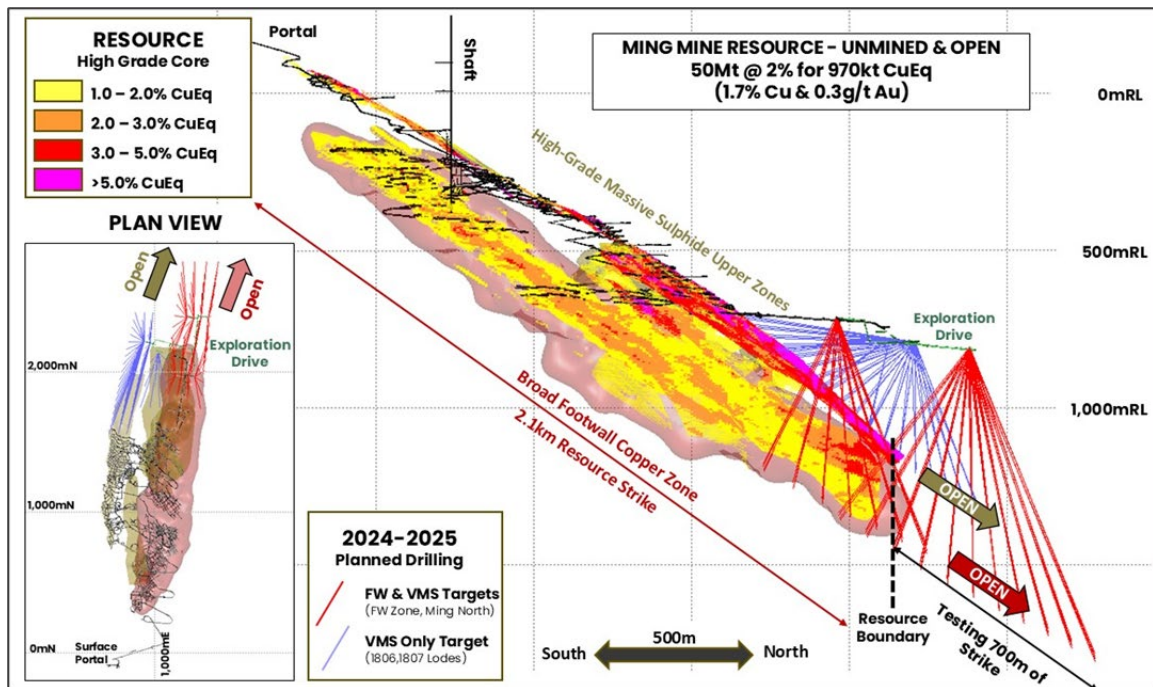 RESOURCE
High Grade Core
1.0 – 2.0% CuEq
2.0 – 3.0% CuEq
3.0 – 5.0% CuEq
>5.0% CuEq
Portal
Shaft
MING MINE RESOURCE - UNMINED & OPEN
50Mt @ 2% for 970kt CuEq
(1.7% Cu & 0.3g/t Au)
0mRL
500mRL
1,000mRL
High-Grade Massive Sulphide Upper Zones
Exploration
Drive
Broad Footwall Copper Zone
2.1km Resource Strike
PLAN VIEW
Open
Open
Exploration
Drive
2,000mN
1,000mN
0mN
Surface
Portal
1,000mE
2024-2025
Planned Drilling
FW & VMS Targets
(FW Zone, Ming North)
VMS Only Target
(1806,1807 Lodes)
500m
South
North
Resource
Boundary
OPEN
OPEN
Testing 700m of
Strike